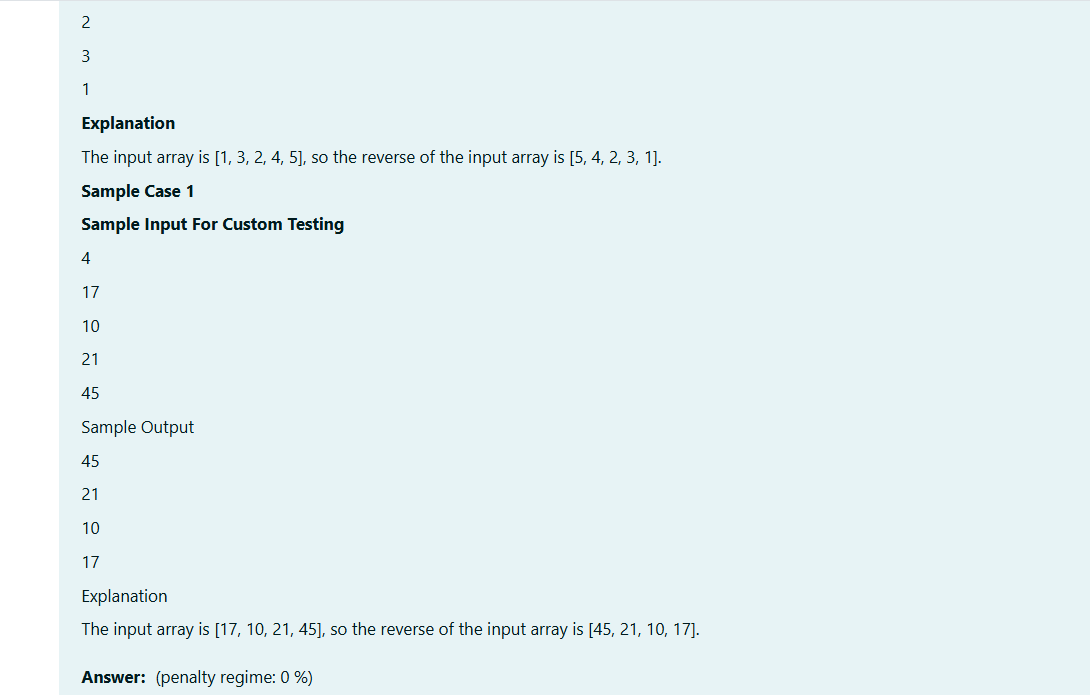 2
3
1
Explanation
The input array is [1, 3, 2, 4, 5], so the reverse of the input array is [5, 4, 2, 3, 1].
Sample Case 1
Sample Input For Custom Testing
4
17
10
21
45
Sample Output
45
21
10
17
Explanation
The input array is [17, 10, 21, 45], so the reverse of the input array is [45, 21, 10, 17].
Answer: (penalty regime: 0 %)